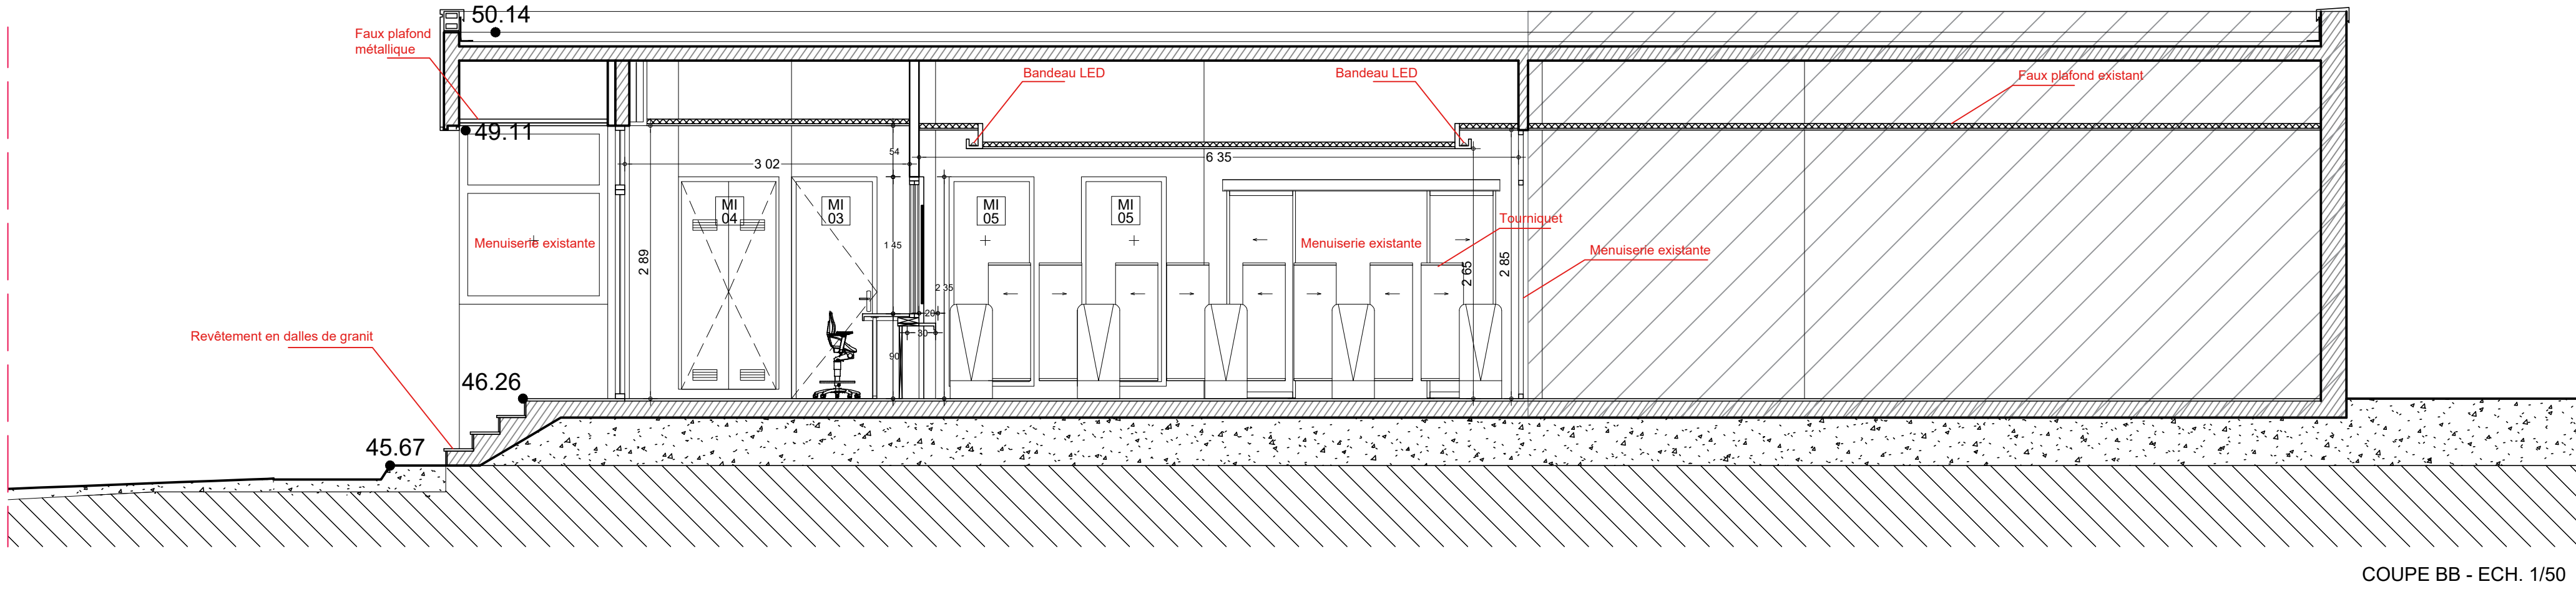 50.14
Faux plafond
métallique
Bandeau LED
Bandeau LED
Faux plafond existant
49.11
54
3 02
6 35
MI
04
MI
03
MI
05
MI
05
Tourniquet
Menuiserie existante
1 45
Menuiserie existante
Menuiserie existante
2 89
2 65
2 85
2 35
20
30
90
Revêtement en dalles de granit
46.26
45.67
COUPE BB - ECH. 1/50